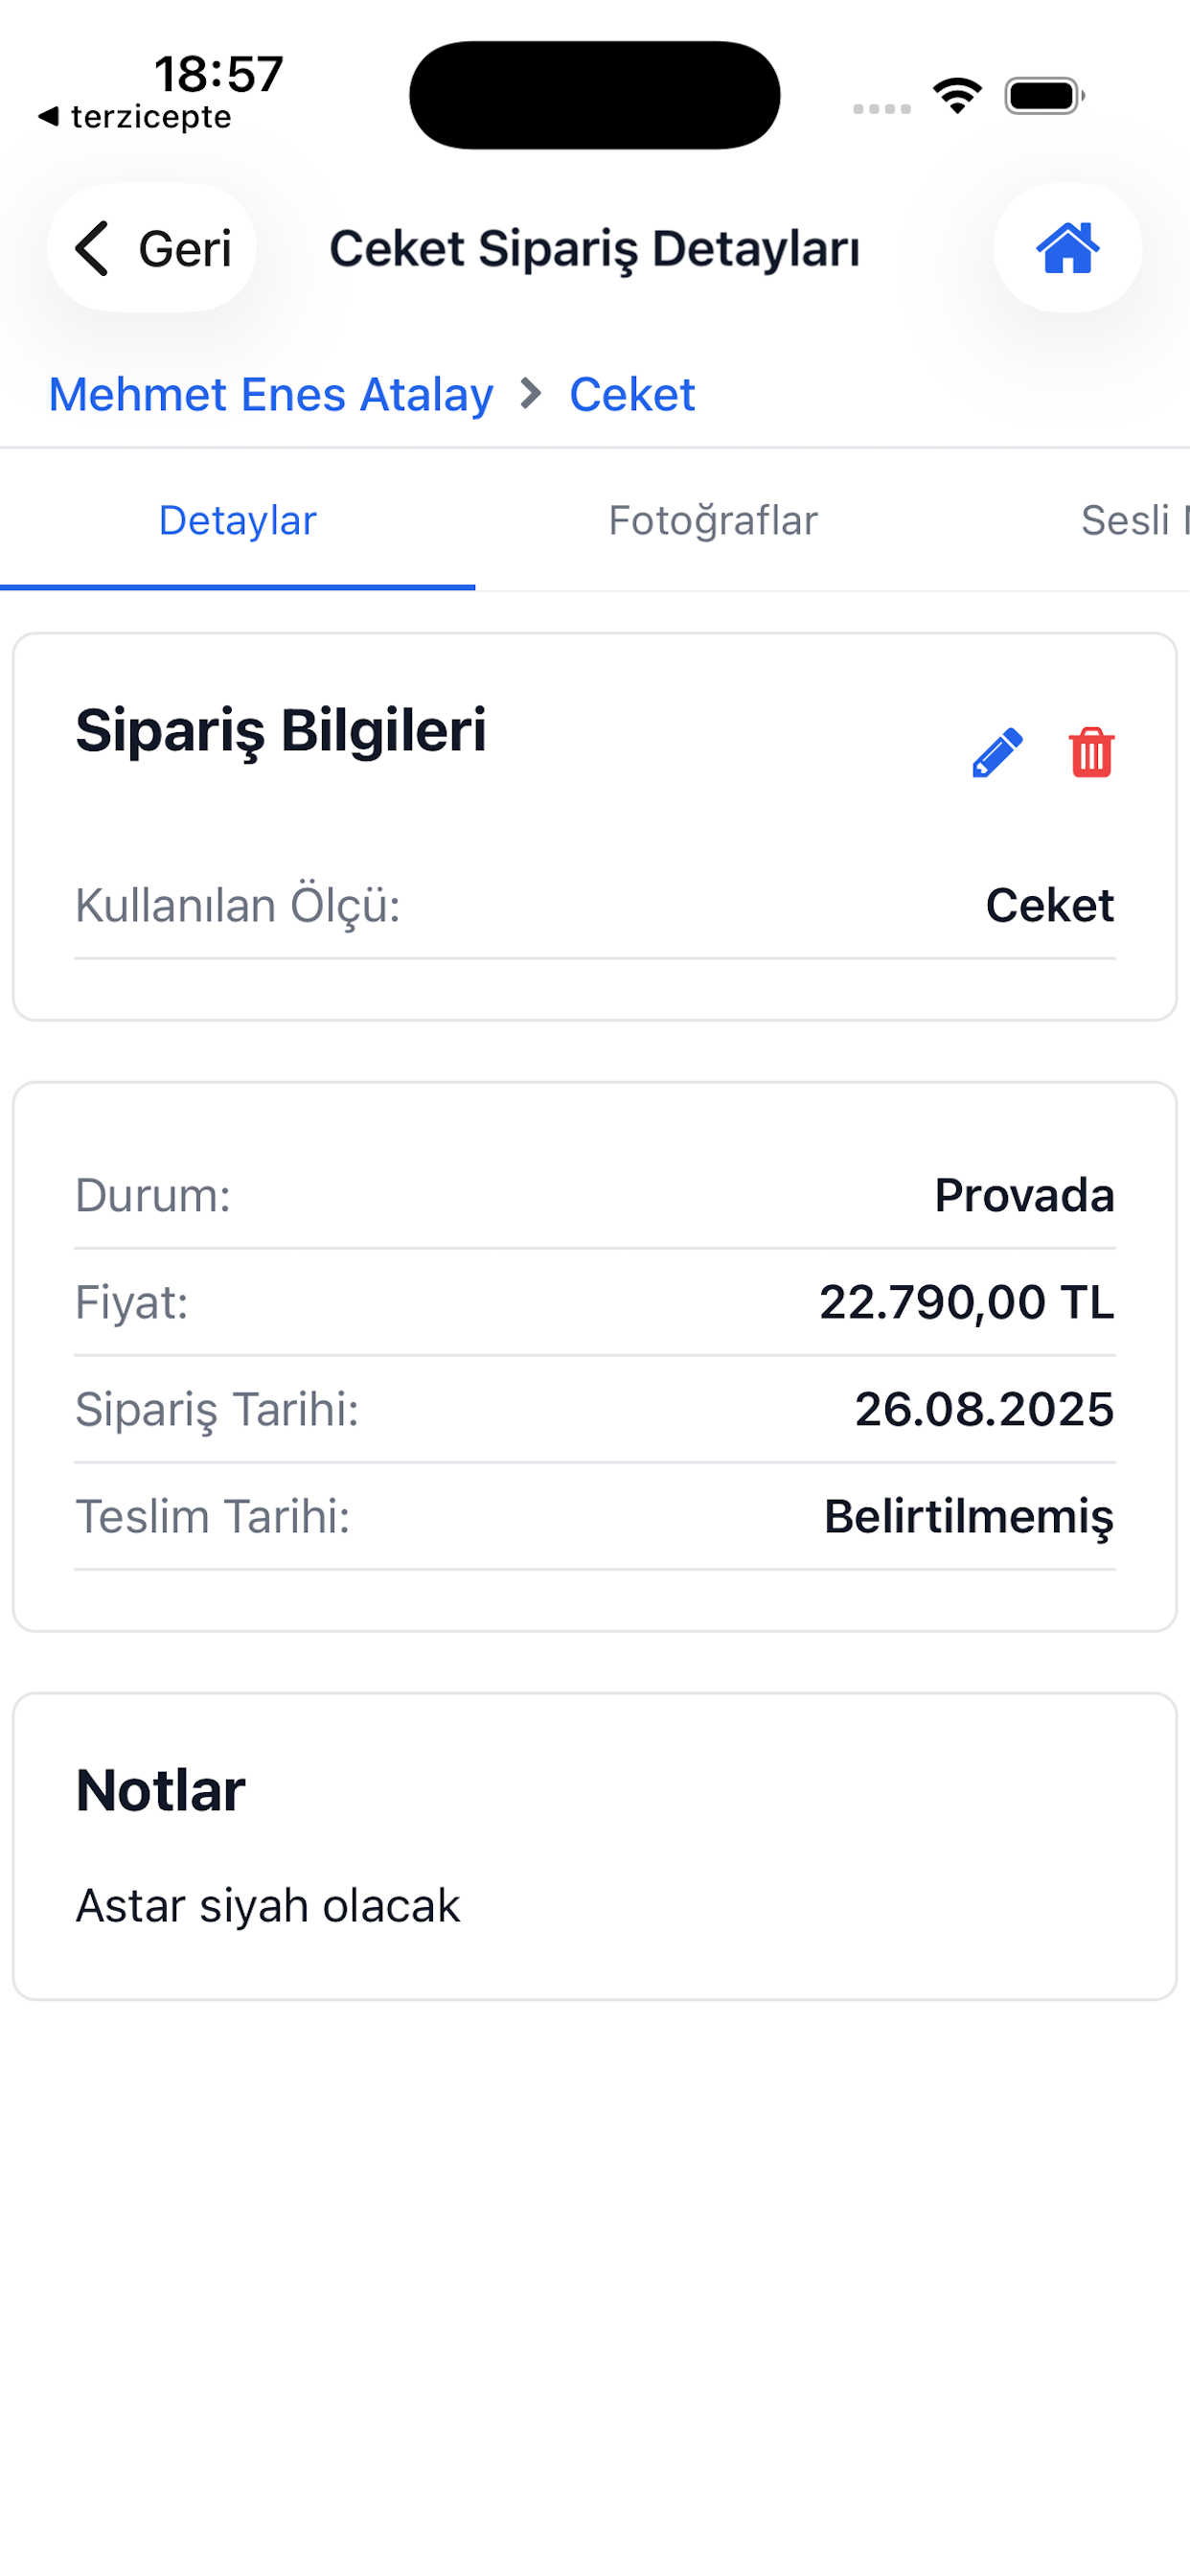 18:57
◀ terzicepte
Geri
Ceket Sipariş Detayları
Mehmet Enes Atalay > Ceket
Detaylar Fotoğraflar Sesli
Sipariş Bilgileri
Kullanılan Ölçü: Ceket
Durum: Provada
Fiyat: 22.790,00 TL
Sipariş Tarihi: 26.08.2025
Teslim Tarihi: Belirtilmemiş
Notlar
Astar siyah olacak